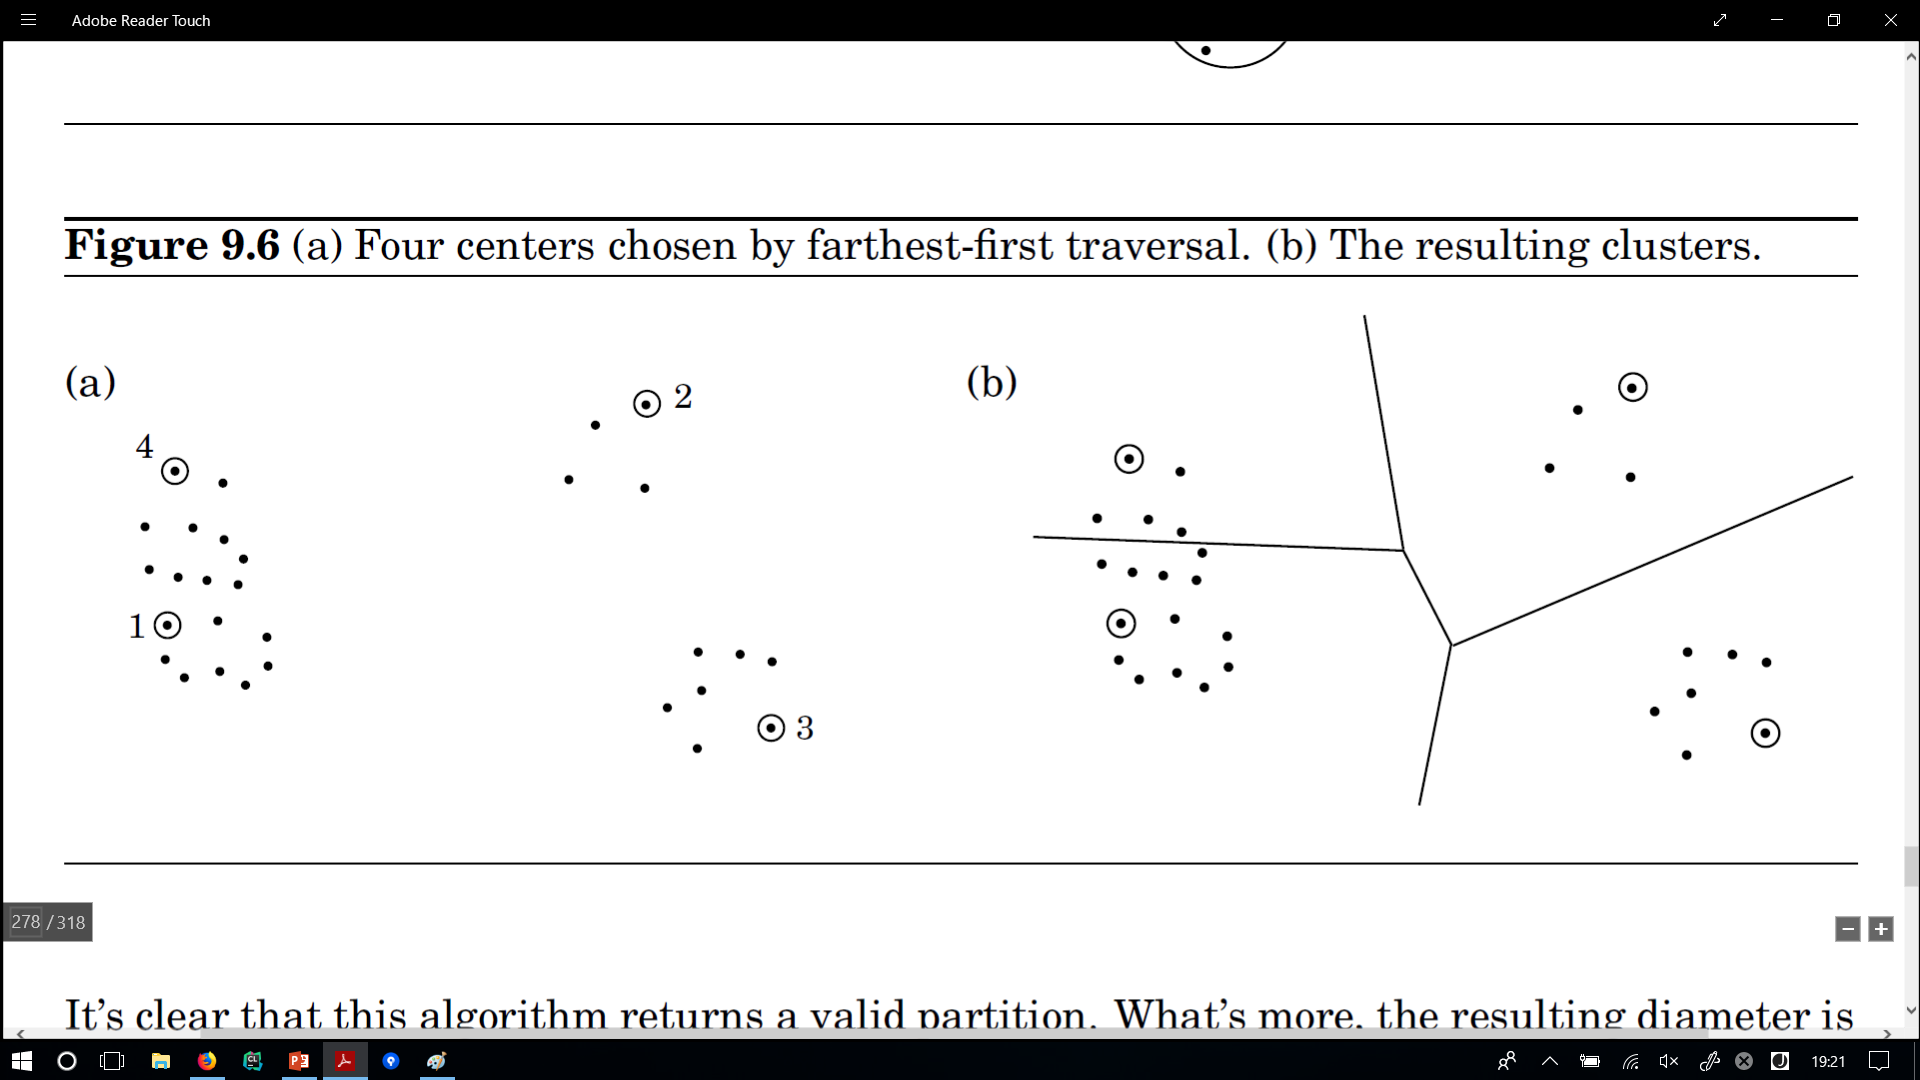 Adobe Reader Touch
Figure 9.6 (a) Four centers chosen by farthest-first traversal. (b) The resulting clusters.
(a)
(b)
2
4
1
3
278 / 318
It’s clear that this algorithm returns a valid partition. What’s more, the resulting diameter is
19:21